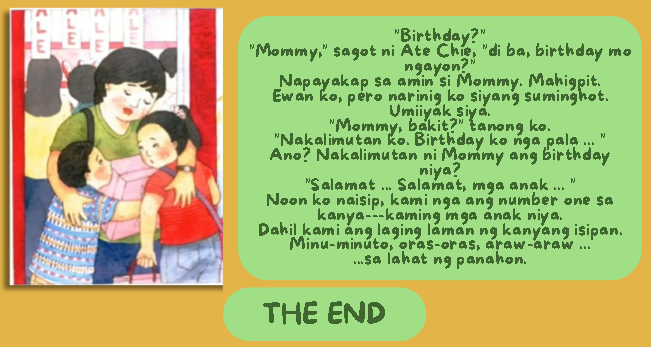 ALE
ALE
ALE
"Birthday?"
"Mommy," sagot ni Ate Chie, "di ba, birthday mo
ngayon?"
Napayakap sa amin si Mommy. Mahigpit.
Ewan ko, pero narinig ko siyang suminghot.
Umiiyak siya.
"Mommy, bakit?" tanong ko.
"Nakalimutan ko. Birthday ko nga pala ... "
Ano? Nakalimutan ni Mommy ang birthday
niya?
"Salamat ... Salamat, mga anak ... "
Noon ko naisip, kami nga ang number one sa
kanya---kaming mga anak niya.
Dahil kami ang laging laman ng kanyang isipan.
Minu-minuto, oras-oras, araw-araw ...
...sa lahat ng panahon.
THE END